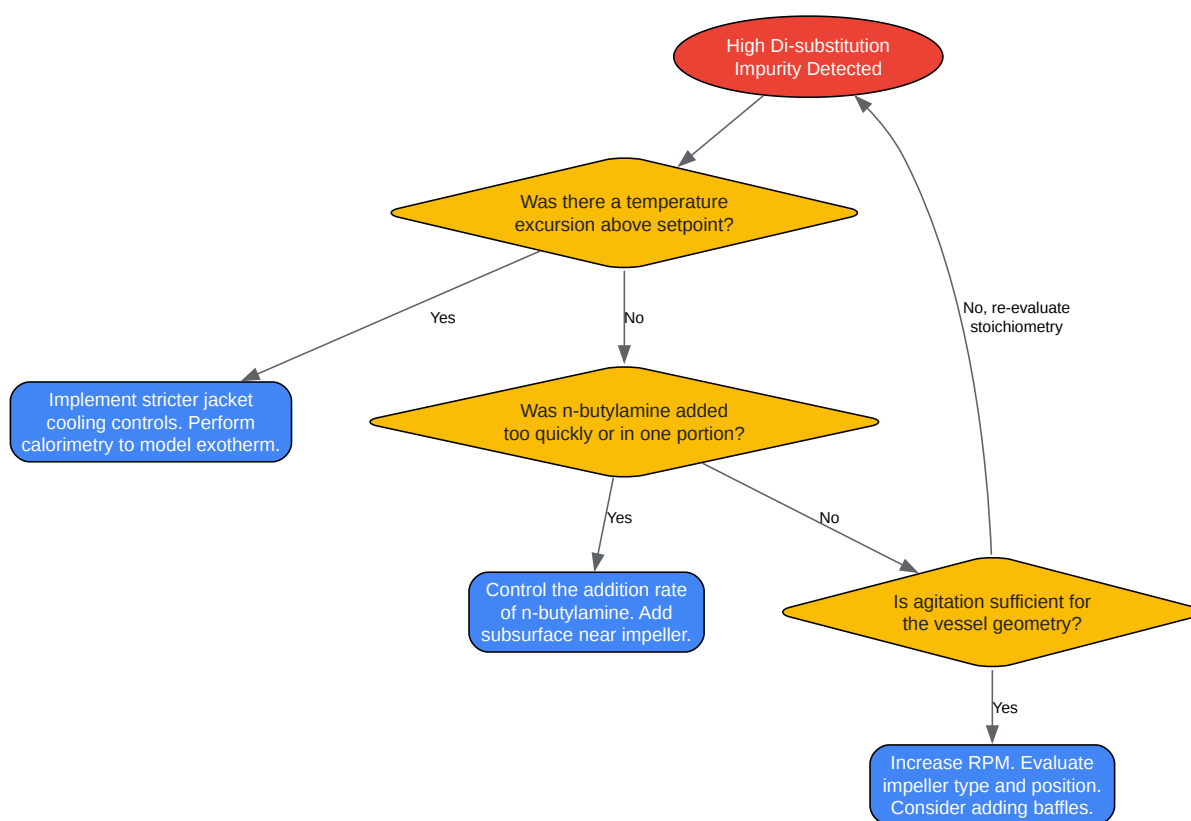 High Di-substitution
Impurity Detected
Was there a temperature
excursion above setpoint?
No, re-evaluate
stoichiometry
Yes
No
Implement stricter jacket
cooling controls. Perform
calorimetry to model exotherm.
Was n-butylamine added
too quickly or in one portion?
Yes
No
Control the addition rate
of n-butylamine. Add
subsurface near impeller.
Is agitation sufficient for
the vessel geometry?
Yes
Increase RPM. Evaluate
impeller type and position.
Consider adding baffles.